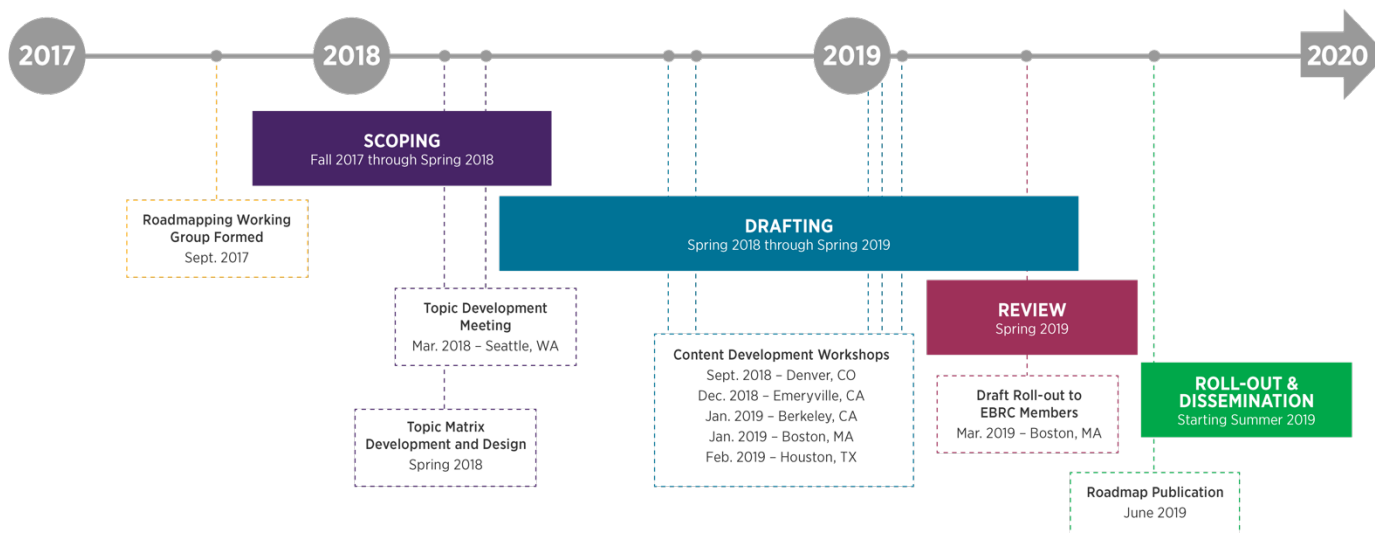 2017
2018
2019
2020
SCOPING
Fall 2017 through Spring 2018
Roadmapping Working
Group Formed
Sept. 2017
DRAFTING
Spring 2018 through Spring 2019
Topic Development
Meeting
Mar. 2018 – Seattle, WA
Topic Matrix
Development and Design
Spring 2018
Content Development Workshops
Sept. 2018 – Denver, CO
Dec. 2018 – Emeryville, CA
Jan. 2019 – Berkeley, CA
Jan. 2019 – Boston, MA
Feb. 2019 – Houston, TX
REVIEW
Spring 2019
Draft Roll-out to
EBRC Members
Mar. 2019 – Boston, MA
ROLL-OUT &
DISSEMINATION
Starting Summer 2019
Roadmap Publication
June 2019